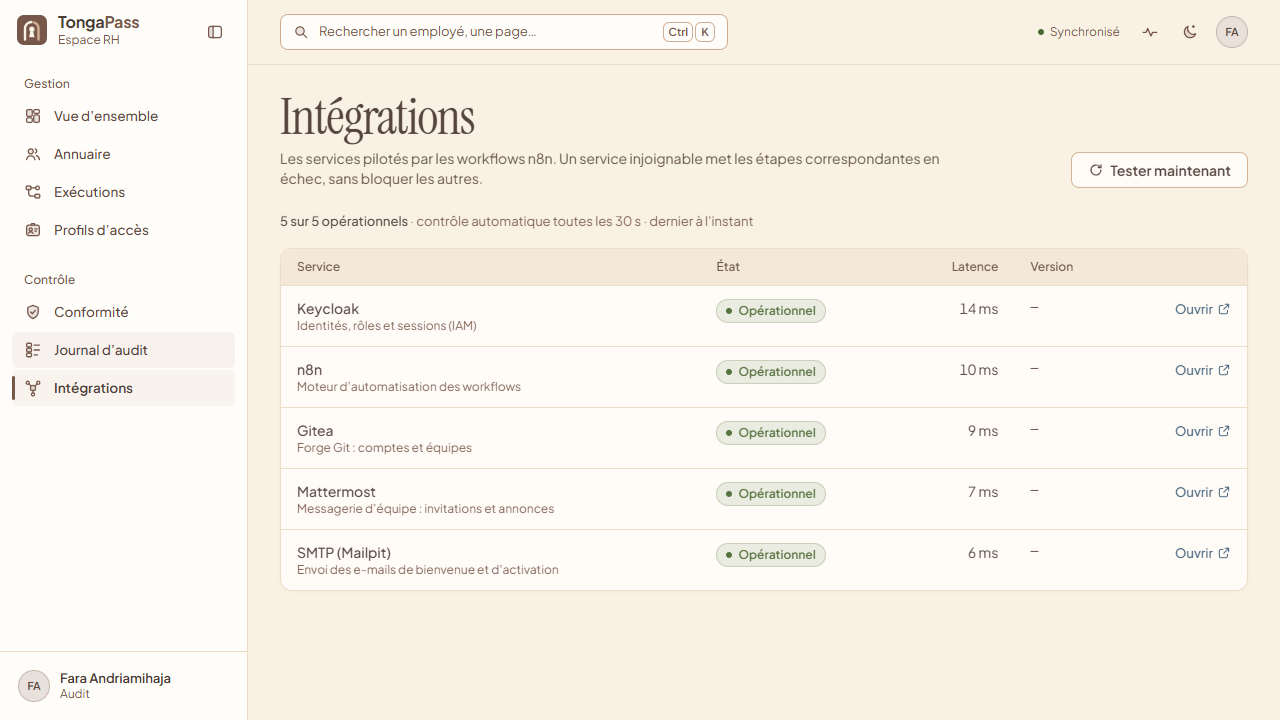 TongaPass
Espace RH
Gestion
Vue d’ensemble
Annuaire
Exécutions
Profils d’accès
Contrôle
Conformité
Journal d’audit
Intégrations
FA
Fara Andriamihaja
Audit
Rechercher un employé, une page…
Ctrl K
Synchronisé
FA
Intégrations
Les services pilotés par les workflows n8n. Un service injoignable met les étapes correspondantes en
échec, sans bloquer les autres.
Tester maintenant
5 sur 5 opérationnels · contrôle automatique toutes les 30 s · dernier à l’instant
Service État Latence Version
Keycloak Opérationnel 14 ms — Ouvrir
Identités, rôles et sessions (IAM)
n8n Opérationnel 10 ms — Ouvrir
Moteur d’automatisation des workflows
Gitea Opérationnel 9 ms — Ouvrir
Forge Git : comptes et équipes
Mattermost Opérationnel 7 ms — Ouvrir
Messagerie d’équipe : invitations et annonces
SMTP (Mailpit) Opérationnel 6 ms — Ouvrir
Envoi des e-mails de bienvenue et d’activation